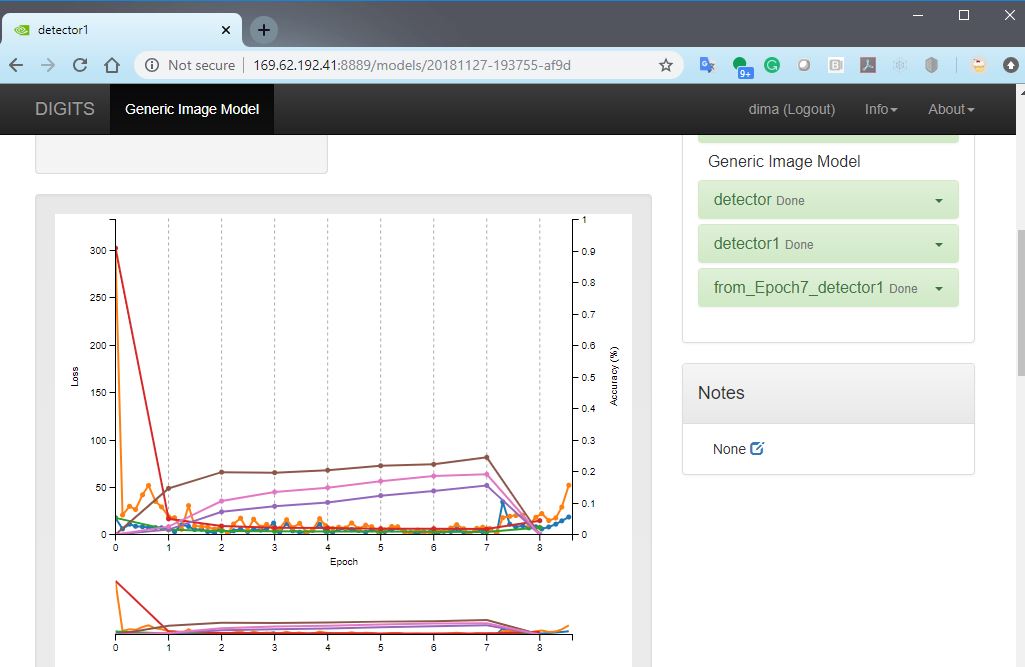 detector1
Not secure 169.62.192.41:8889/models/20181127-193755-af9d
9+
B
DIGITS Generic Image Model dima (Logout) Info About
Generic Image Model
detector Done
detector1 Done
from_Epoch7_detector1 Done
Notes
None
Loss
300
250
200
150
100
50
0
1
0.9
0.8
0.7
0.6
0.5
0.4
0.3
0.2
0.1
0
Accuracy (%)
0 1 2 3 4 5 6 7 8
Epoch
0 1 2 3 4 5 6 7 8